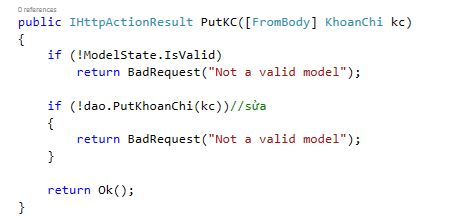 0 references
public IHttpActionResult PutKC([FromBody] KhoanChi kc)
{
if (!ModelState.IsValid)
return BadRequest("Not a valid model");
if (!dao.PutKhoanChi(kc))//sửa
{
return BadRequest("Not a valid model");
}
return Ok();
}